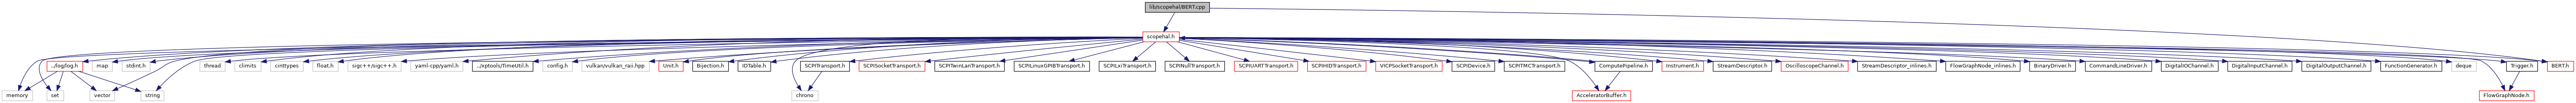 lib/scopehal/BERT.cpp
scopehal.h
../log/log.h
map
stdint.h
thread
climits
cinttypes
float.h
sigc++/sigc++.h
yaml-cpp/yaml.h
../xptools/TimeUtil.h
config.h
vulkan/vulkan_raii.hpp
Unit.h
Bijection.h
IDTable.h
SCPITransport.h
SCPISocketTransport.h
SCPITwinLanTransport.h
SCPILinuxGPIBTransport.h
SCPILxiTransport.h
SCPINullTransport.h
SCPIUARTTransport.h
SCPIHIDTransport.h
VICPSocketTransport.h
SCPIDevice.h
SCPITMCTransport.h
ComputePipeline.h
Instrument.h
StreamDescriptor.h
OscilloscopeChannel.h
StreamDescriptor_inlines.h
FlowGraphNode_inlines.h
BinaryDriver.h
CommandLineDriver.h
DigitalIOChannel.h
DigitalInputChannel.h
DigitalOutputChannel.h
FunctionGenerator.h
deque
Trigger.h
BERT.h
memory
set
vector
string
chrono
AcceleratorBuffer.h
FlowGraphNode.h